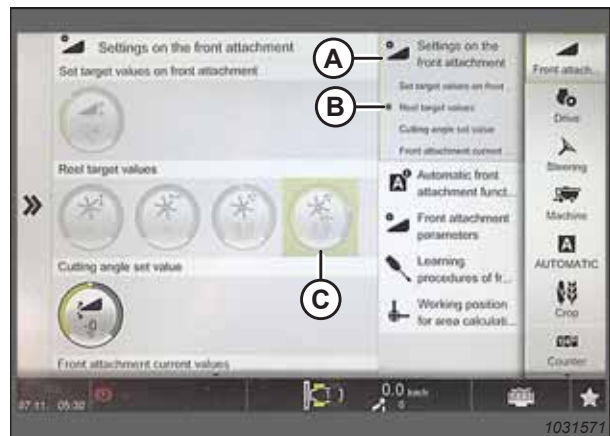 Settings on the front attachment
Set target values on front attachment
Reel target values
Cutting angle set value
-0
Front attachment current values
A
Settings on the
front attachment
Set target values on front ...
B
Reel target values
Cutting angle set value
Front attachment current ...
Automatic front
attachment funct...
Front attachment
parameters
Learning
procedures of fr...
Working position
for area calculati...
C
Front attach...
Drive
Steering
Machine
AUTOMATIC
Crop
Counter
07.11. 05:30
0.0 km/h
0
1031571